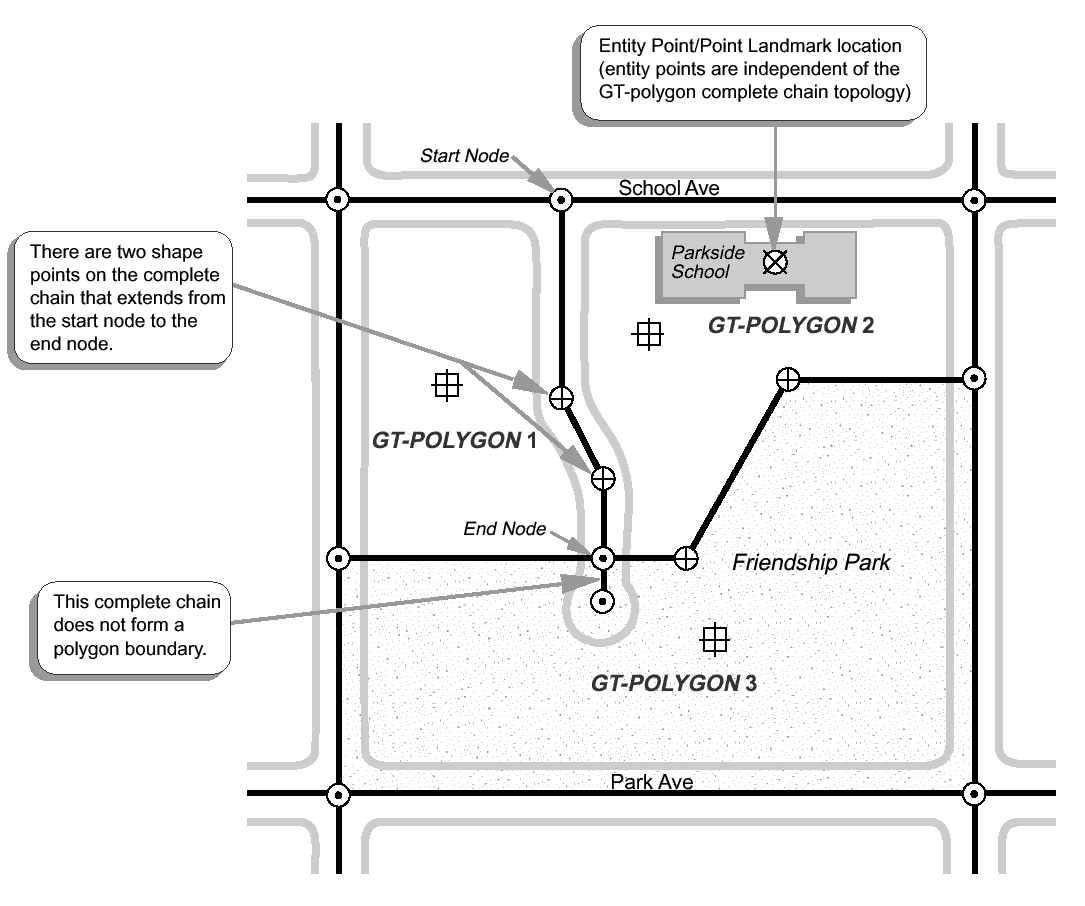 Entity Point/Point Landmark location
(entity points are independent of the
GT-polygon complete chain topology)
Start Node
School Ave
There are two shape
points on the complete
chain that extends from
the start node to the
end node.
Parkside
School
GT-POLYGON 2
GT-POLYGON 1
End Node
Friendship Park
This complete chain
does not form a
polygon boundary.
GT-POLYGON 3
Park Ave